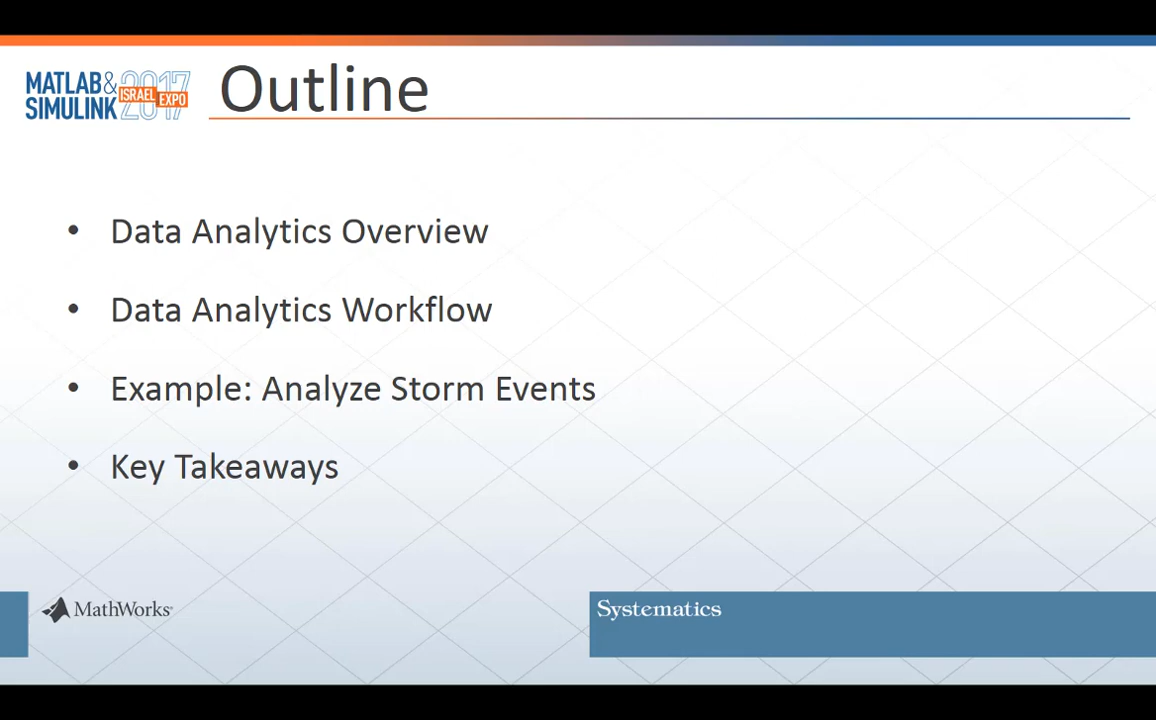 MATLAB&
SIMULINK
2017
ISRAEL
EXPO
Outline
• Data Analytics Overview
• Data Analytics Workflow
• Example: Analyze Storm Events
• Key Takeaways
MathWorks®
Systematics